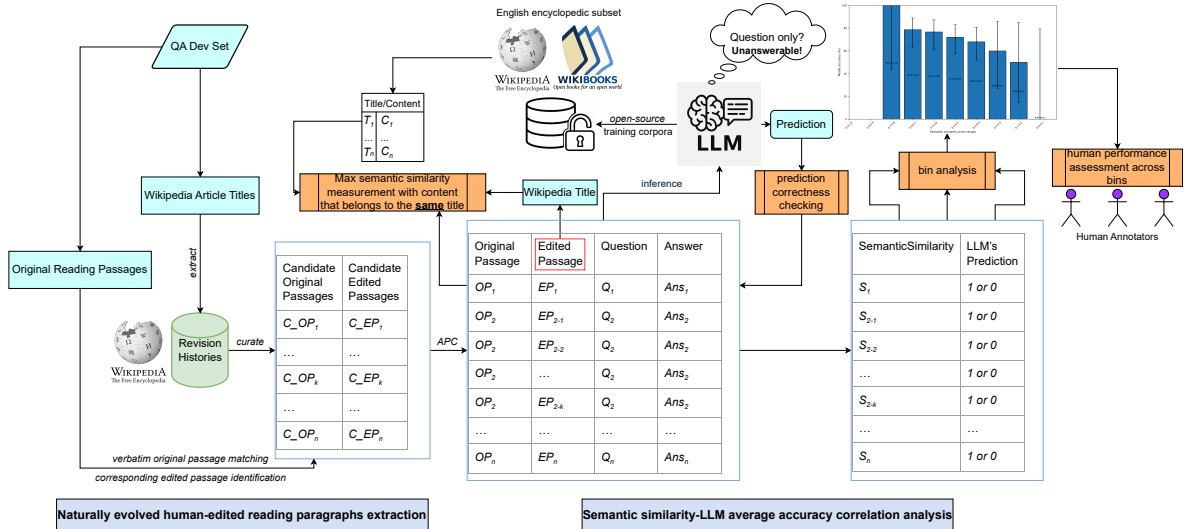 QA Dev Set
English encyclopedic subset
WIKIPEDIA
The Free Encyclopedia
WIKIBOOKS
Open books for an open world
Question only?
Unanswerable!
Title/Content
T1 C1
... ...
Tn Cn
open-source
training corpora
LLM
Prediction
Max semantic similarity
measurement with content
that belongs to the same title
Wikipedia Title
inference
prediction
correctness
checking
bin analysis
human performance
assessment across
bins
Human Annotators
Wikipedia Article Titles
Original Reading Passages
extract
WIKIPEDIA
The Free Encyclopedia
Revision
Histories
curate
Candidate Original Passages
Candidate Edited Passages
C_OP1 C_EP1
... ...
C_OPk C_EPk
... ...
C_OPn C_EPn
APC
verbatim original passage matching
corresponding edited passage identification
Original Passage
Edited Passage
Question
Answer
OP1 EP1 Q1 Ans1
OP2 EP2-1 Q2 Ans2
OP2 EP2-2 Q2 Ans2
OP2 ... Q2 Ans2
OP2 EP2-k Q2 Ans2
... ... ... ...
OPn EPn Qn Ansn
SemanticSimilarity
LLM's Prediction
S1 1 or 0
S2-1 1 or 0
S2-2 1 or 0
... 1 or 0
S2-k 1 or 0
... ...
Sn 1 or 0
Naturally evolved human-edited reading paragraphs extraction
Semantic similarity-LLM average accuracy correlation analysis